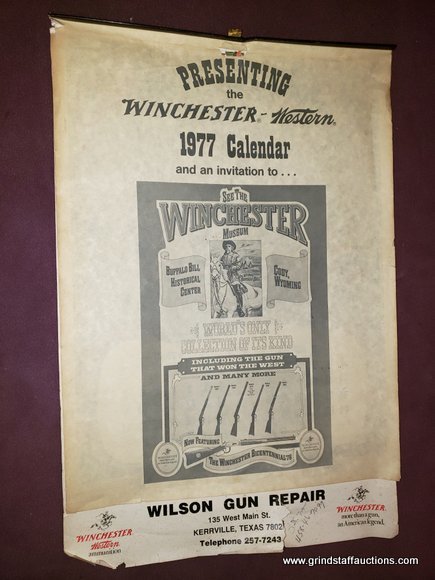 PRESENTING
the
WINCHESTER® - Western®
1977 Calendar
and an invitation to . . .
SEE THE
WINCHESTER
MUSEUM
BUFFALO BILL
HISTORICAL
CENTER
CODY,
WYOMING
WORLD'S ONLY
COLLECTION OF ITS KIND
INCLUDING THE GUN
THAT WON THE WEST
AND MANY MORE
NOW FEATURING
THE WINCHESTER BICENTENNIAL 76
WILSON GUN REPAIR
135 West Main St.
KERRVILLE, TEXAS 7802
Telephone 257-7243
WINCHESTER
Western
ammunition
WINCHESTER
more than a gun,
an American legend.
www.grindstaffauctions.com